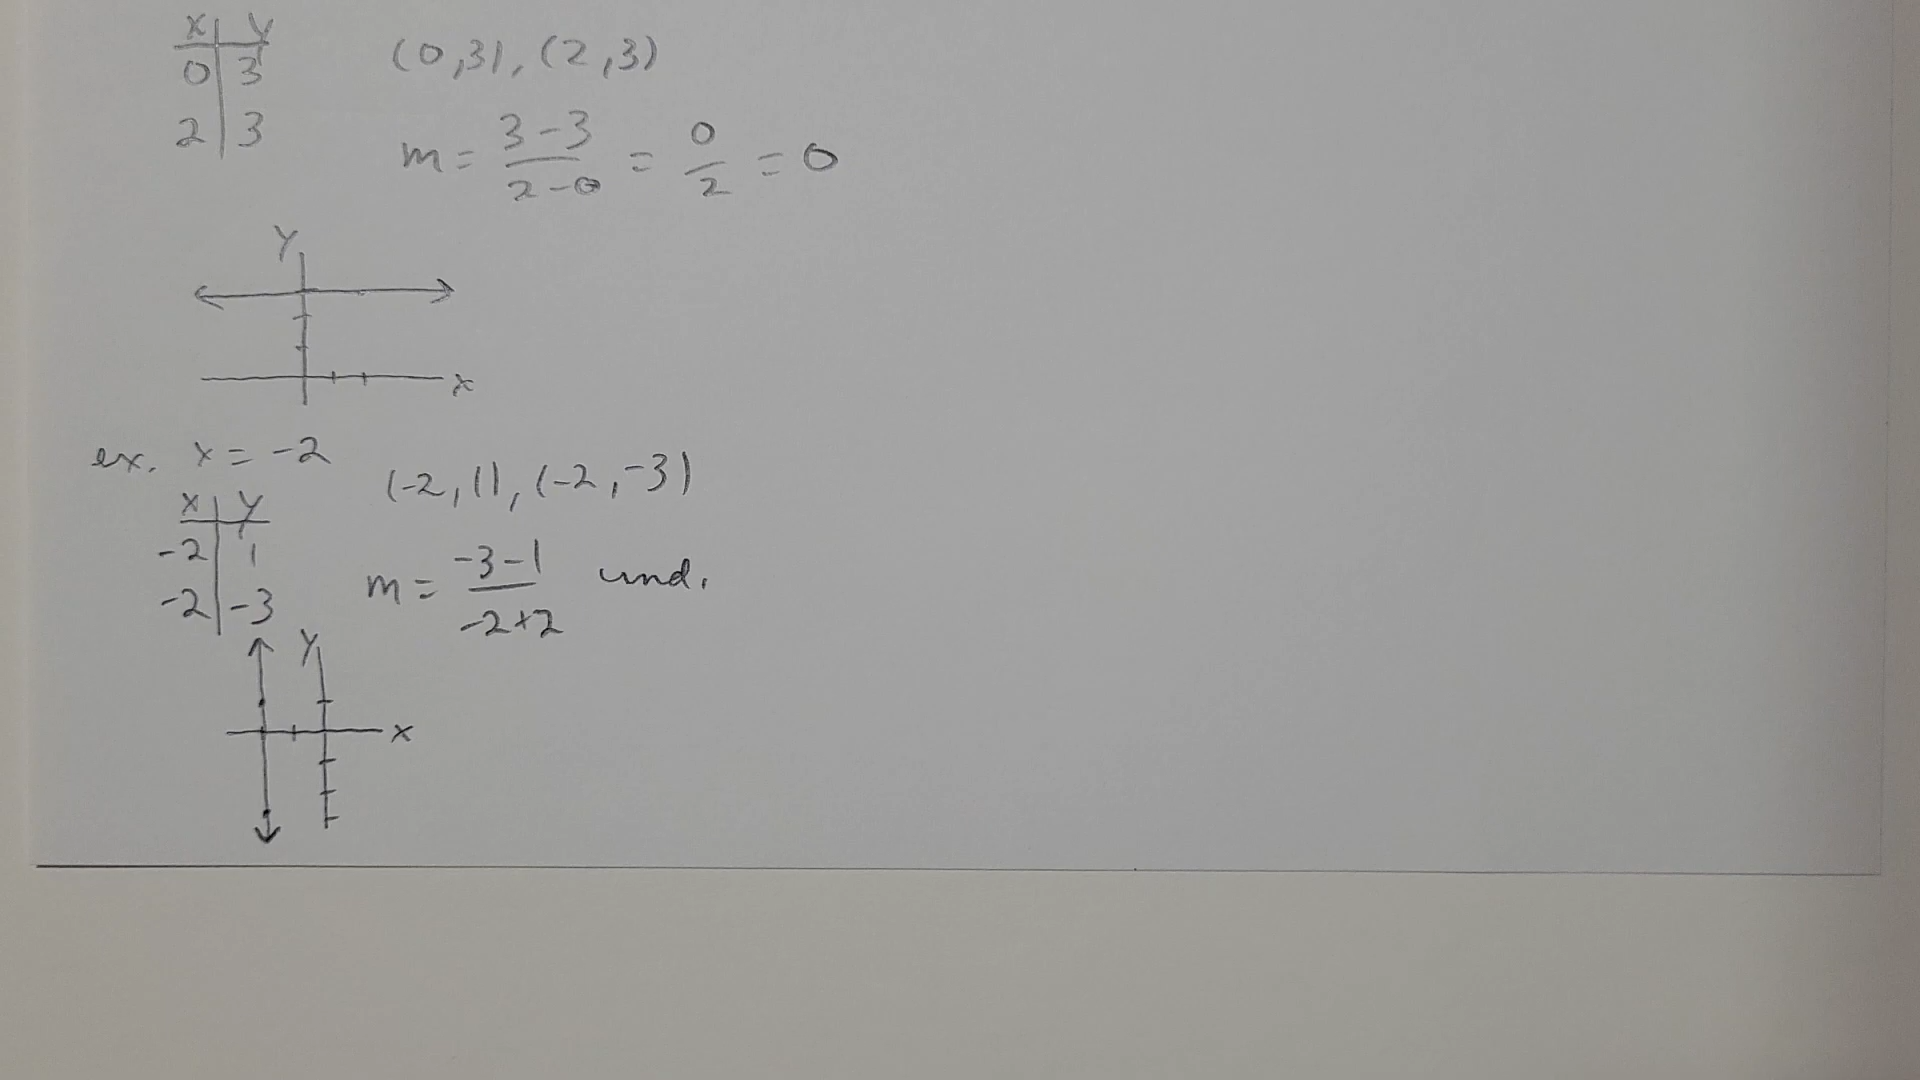 x | y
0 | 3
2 | 3
(0,3), (2,3)
m = 3-3 / 2-0 = 0/2 = 0
y
x
ex. x = -2
x | y
-2 | 1
-2 | -3
(-2,1), (-2,-3)
m = -3-1 / -2+2 und.
y
x